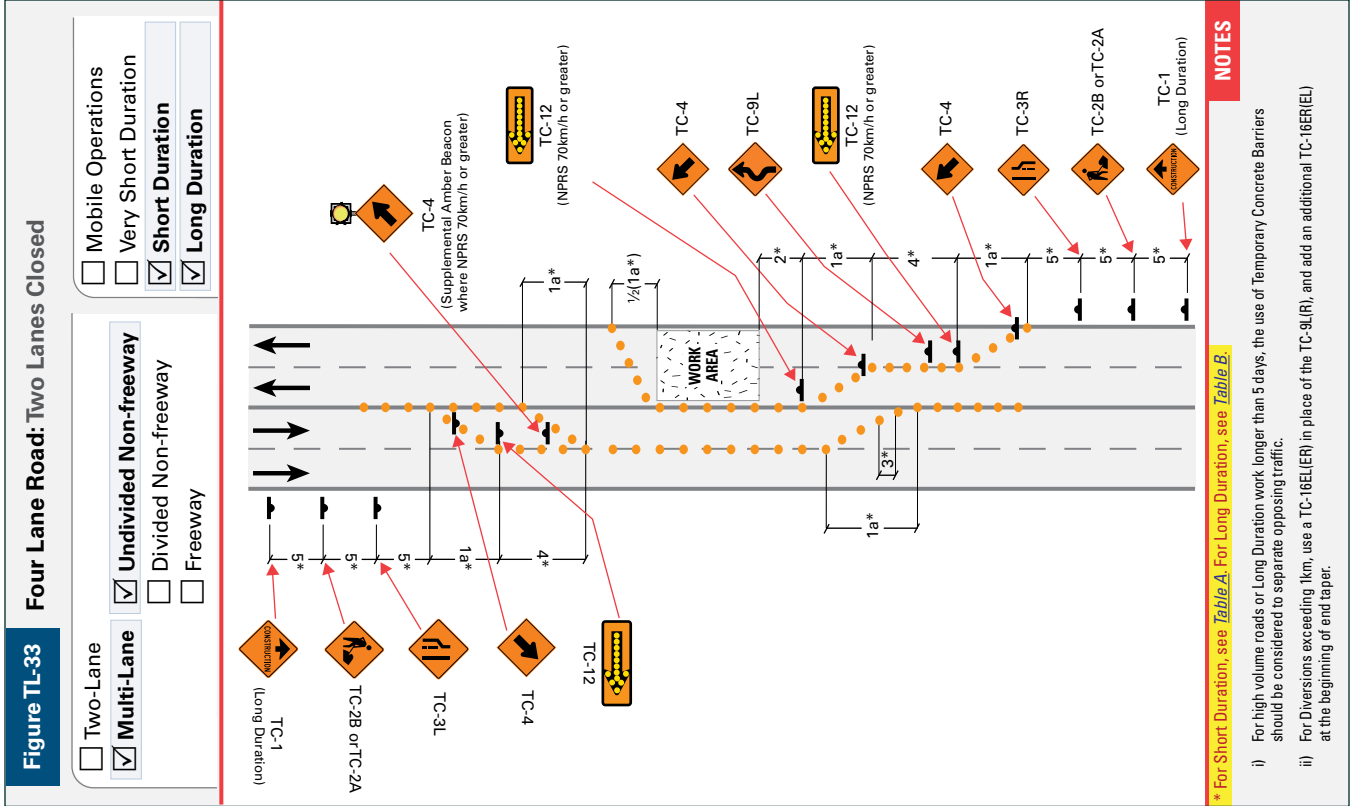 Figure TL-33
Four Lane Road: Two Lanes Closed
Two-Lane
Multi-Lane
Undivided Non-freeway
Divided Non-freeway
Freeway
Mobile Operations
Very Short Duration
Short Duration
Long Duration
CONSTRUCTION
TC-1
(Long Duration)
TC-2B or TC-2A
TC-3L
TC-4
TC-12
5*
5*
5*
1a*
4*
1a*
3*
WORK
AREA
1a*
½(1a*)
2*
1a*
4*
1a*
5*
5*
5*
TC-4
(Supplemental Amber Beacon
where NPRS 70km/h or greater)
TC-12
(NPRS 70km/h or greater)
TC-4
TC-9L
TC-12
(NPRS 70km/h or greater)
TC-4
TC-3R
TC-2B or TC-2A
CONSTRUCTION
TC-1
(Long Duration)
* For Short Duration, see Table A. For Long Duration, see Table B.
NOTES
i) For high volume roads or Long Duration work longer than 5 days, the use of Temporary Concrete Barriers
should be considered to separate opposing traffic.
ii) For Diversions exceeding 1km, use a TC-16EL(ER) in place of the TC-9L(R), and add an additional TC-16ER(EL)
at the beginning of end taper.